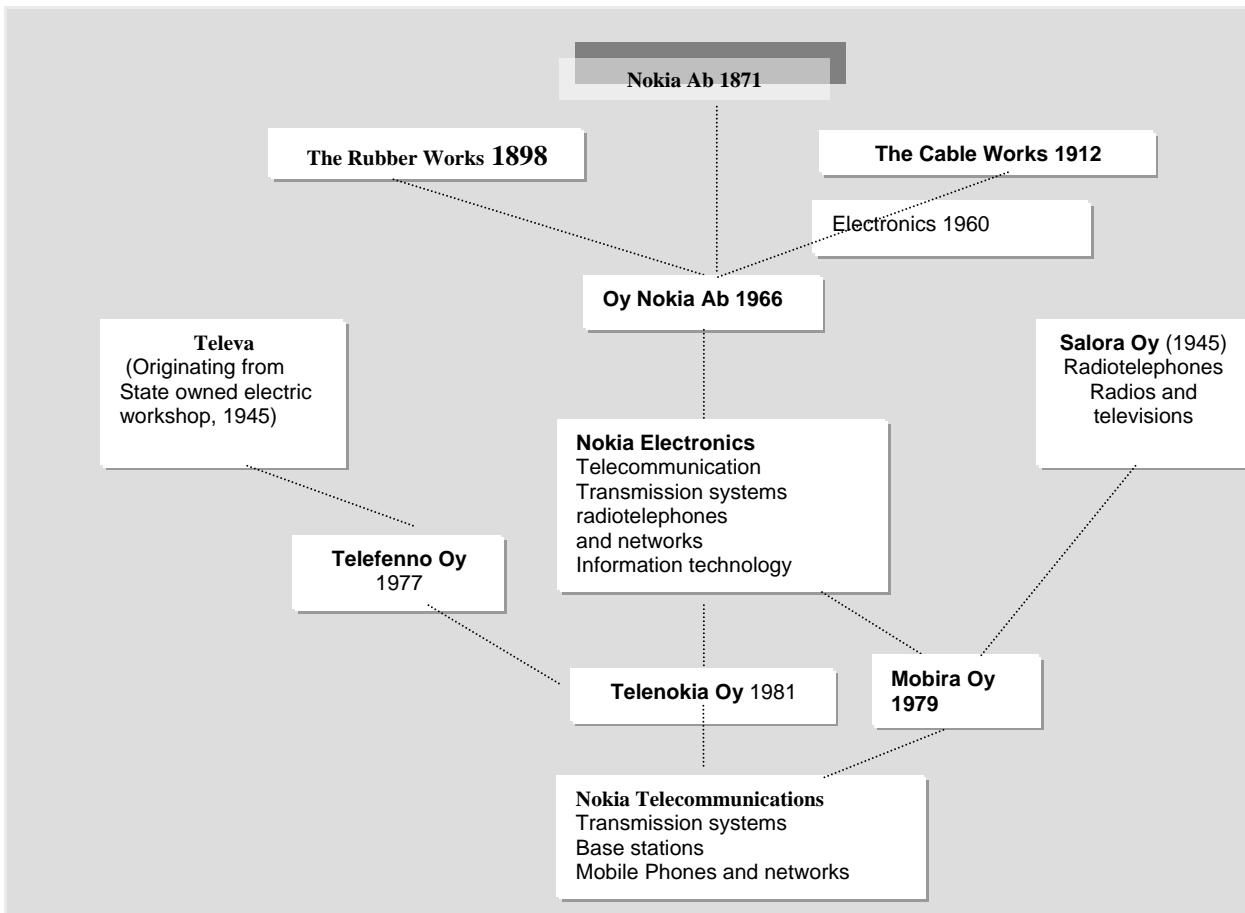 Nokia Ab 1871
The Rubber Works 1898
The Cable Works 1912
Electronics 1960
Oy Nokia Ab 1966
Televa
(Originating from
State owned electric
workshop, 1945)
Salora Oy (1945)
Radiotelephones
Radios and
televisions
Nokia Electronics
Telecommunication
Transmission systems
radiotelephones
and networks
Information technology
Telefenno Oy
1977
Telenokia Oy 1981
Mobira Oy
1979
Nokia Telecommunications
Transmission systems
Base stations
Mobile Phones and networks